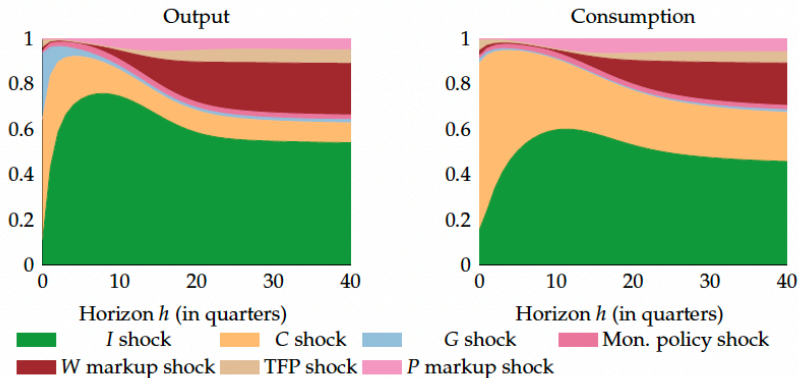 Output Consumption
1 1
0.8 0.8
0.6 0.6
0.4 0.4
0.2 0.2
0 0
0 10 20 30 40 0 10 20 30 40
Horizon h (in quarters) Horizon h (in quarters)
I shock C shock G shock Mon. policy shock
W markup shock TFP shock P markup shock